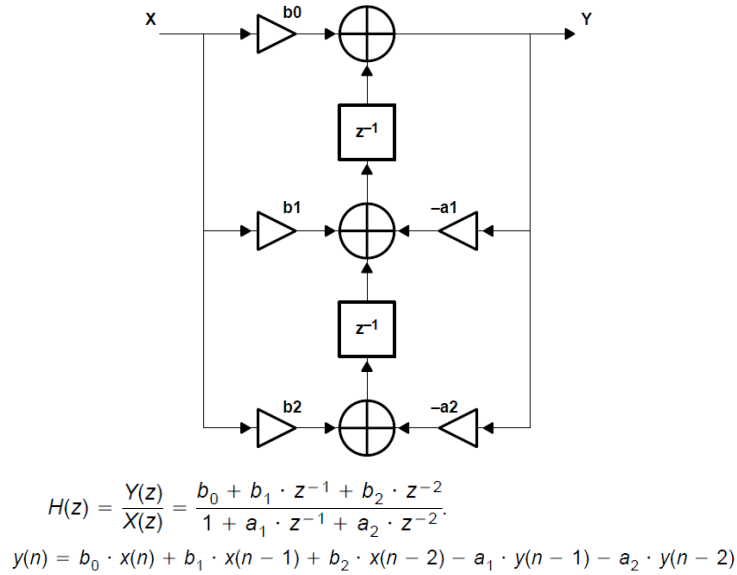 X b0 Y
z⁻¹
b1 –a1
z⁻¹
b2 –a2
H(z) = Y(z)/X(z) = (b₀ + b₁ · z⁻¹ + b₂ · z⁻²)/(1 + a₁ · z⁻¹ + a₂ · z⁻²).
y(n) = b₀ · x(n) + b₁ · x(n − 1) + b₂ · x(n − 2) − a₁ · y(n − 1) − a₂ · y(n − 2)